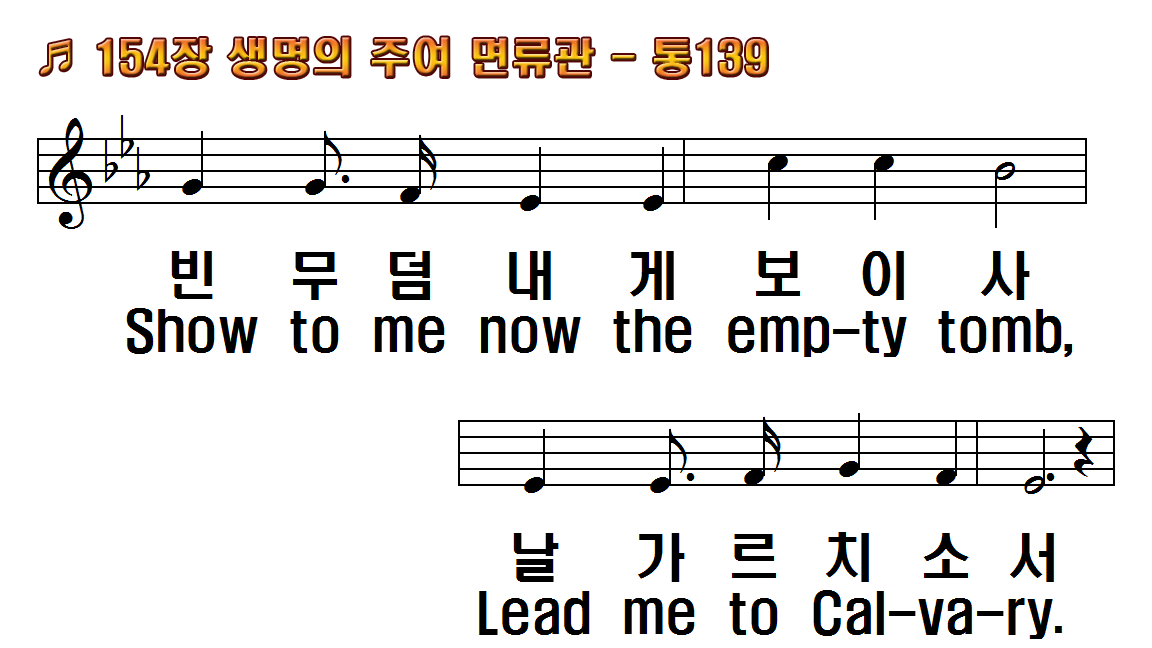 154장 생명의 주여 면류관 - 통139
빈 무 덤 내 게 보 이 사
Show to me now the emp-ty tomb,
날 가 르 치 소 서
Lead me to Cal-va-ry.